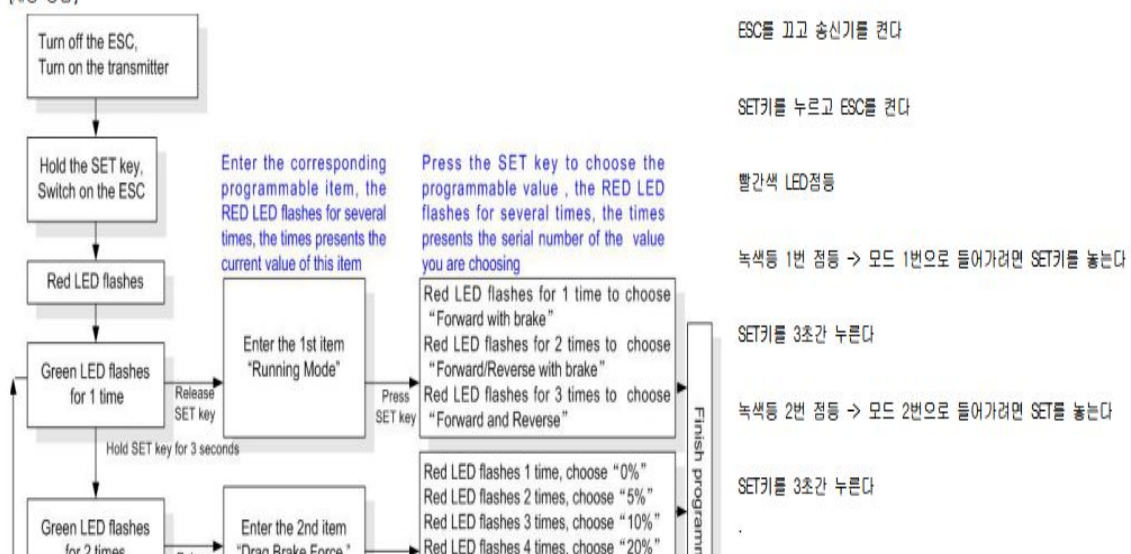 Turn off the ESC,
Turn on the transmitter
Hold the SET key,
Switch on the ESC
Red LED flashes
Green LED flashes
for 1 time
Release
SET key
Hold SET key for 3 seconds
Green LED flashes
for 2 times
Enter the corresponding
programmable item, the
RED LED flashes for several
times, the times presents the
current value of this item
Enter the 1st item
“Running Mode”
Press
SET key
Enter the 2nd item
“Drag Brake Force ”
Press the SET key to choose the
programmable value , the RED LED
flashes for several times, the times
presents the serial number of the value
you are choosing
Red LED flashes for 1 time to choose
“Forward with brake”
Red LED flashes for 2 times to choose
“Forward/Reverse with brake”
Red LED flashes for 3 times to choose
“Forward and Reverse”
Red LED flashes 1 time, choose “0%”
Red LED flashes 2 times, choose “5%”
Red LED flashes 3 times, choose “10%”
Red LED flashes 4 times, choose “20%”
Finish
ESC를 끄고 송신기를 켠다
SET키를 누르고 ESC를 켠다
빨간색 LED점등
녹색등 1번 점등 -> 모드 1번으로 들어가려면 SET키를 놓는다
SET키를 3초간 누른다
녹색등 2번 점등 -> 모드 2번으로 들어가려면 SET를 놓는다
SET키를 3초간 누른다
.